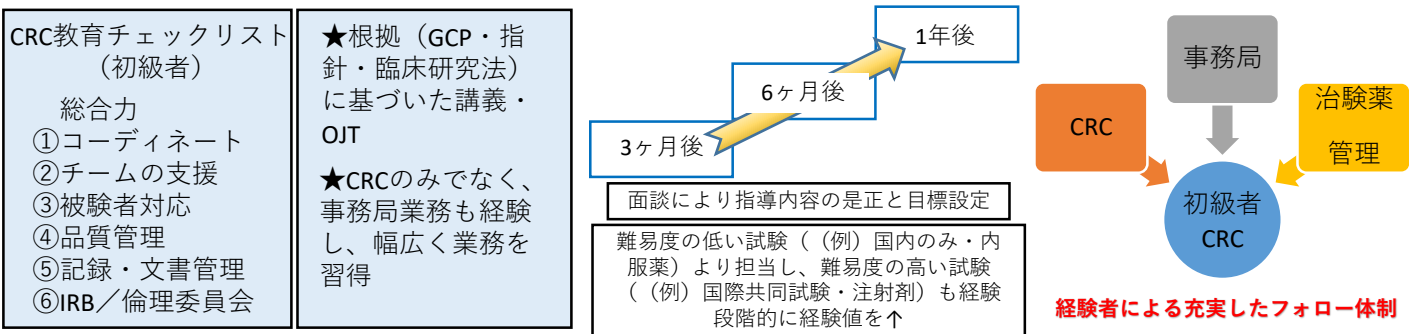 CRC教育チェックリスト
（初級者）
総合力
①コーディネート
②チームの支援
③被験者対応
④品質管理
⑤記録・文書管理
⑥IRB／倫理委員会
★根拠（GCP・指
針・臨床研究法）
に基づいた講義・
OJT
★CRCのみでなく、
事務局業務も経験
し、幅広く業務を
習得
3ヶ月後
6ヶ月後
1年後
面談により指導内容の是正と目標設定
難易度の低い試験（（例）国内のみ・内
服薬）より担当し、難易度の高い試験
（（例）国際共同試験・注射剤）も経験
段階的に経験値を↑
事務局
CRC
治験薬
管理
初級者
CRC
経験者による充実したフォロー体制